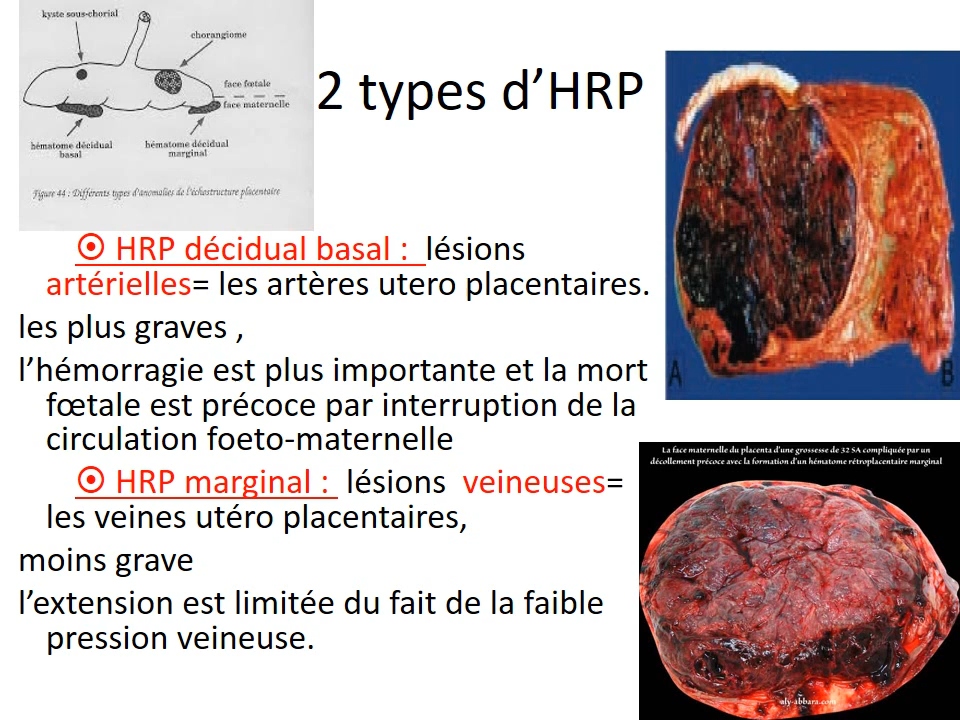 kyste sous-chorial
chorangiome
face fœtale
face maternelle
hématome décidual
basal
hématome décidual
marginal
Figure 44 : Différents types d'anomalies de l'échostructure placentaire
2 types d’HRP
HRP décidual basal : lésions
artérielles= les artères utero placentaires.
les plus graves ,
l’hémorragie est plus importante et la mort
fœtale est précoce par interruption de la
circulation foeto-maternelle
HRP marginal : lésions veineuses=
les veines utéro placentaires,
moins grave
l’extension est limitée du fait de la faible
pression veineuse.
A B
La face maternelle du placenta d'une grossesse de 32 SA compliquée par un
décollement précoce avec la formation d'un hématome rétroplacentaire marginal
aly-abbara.com